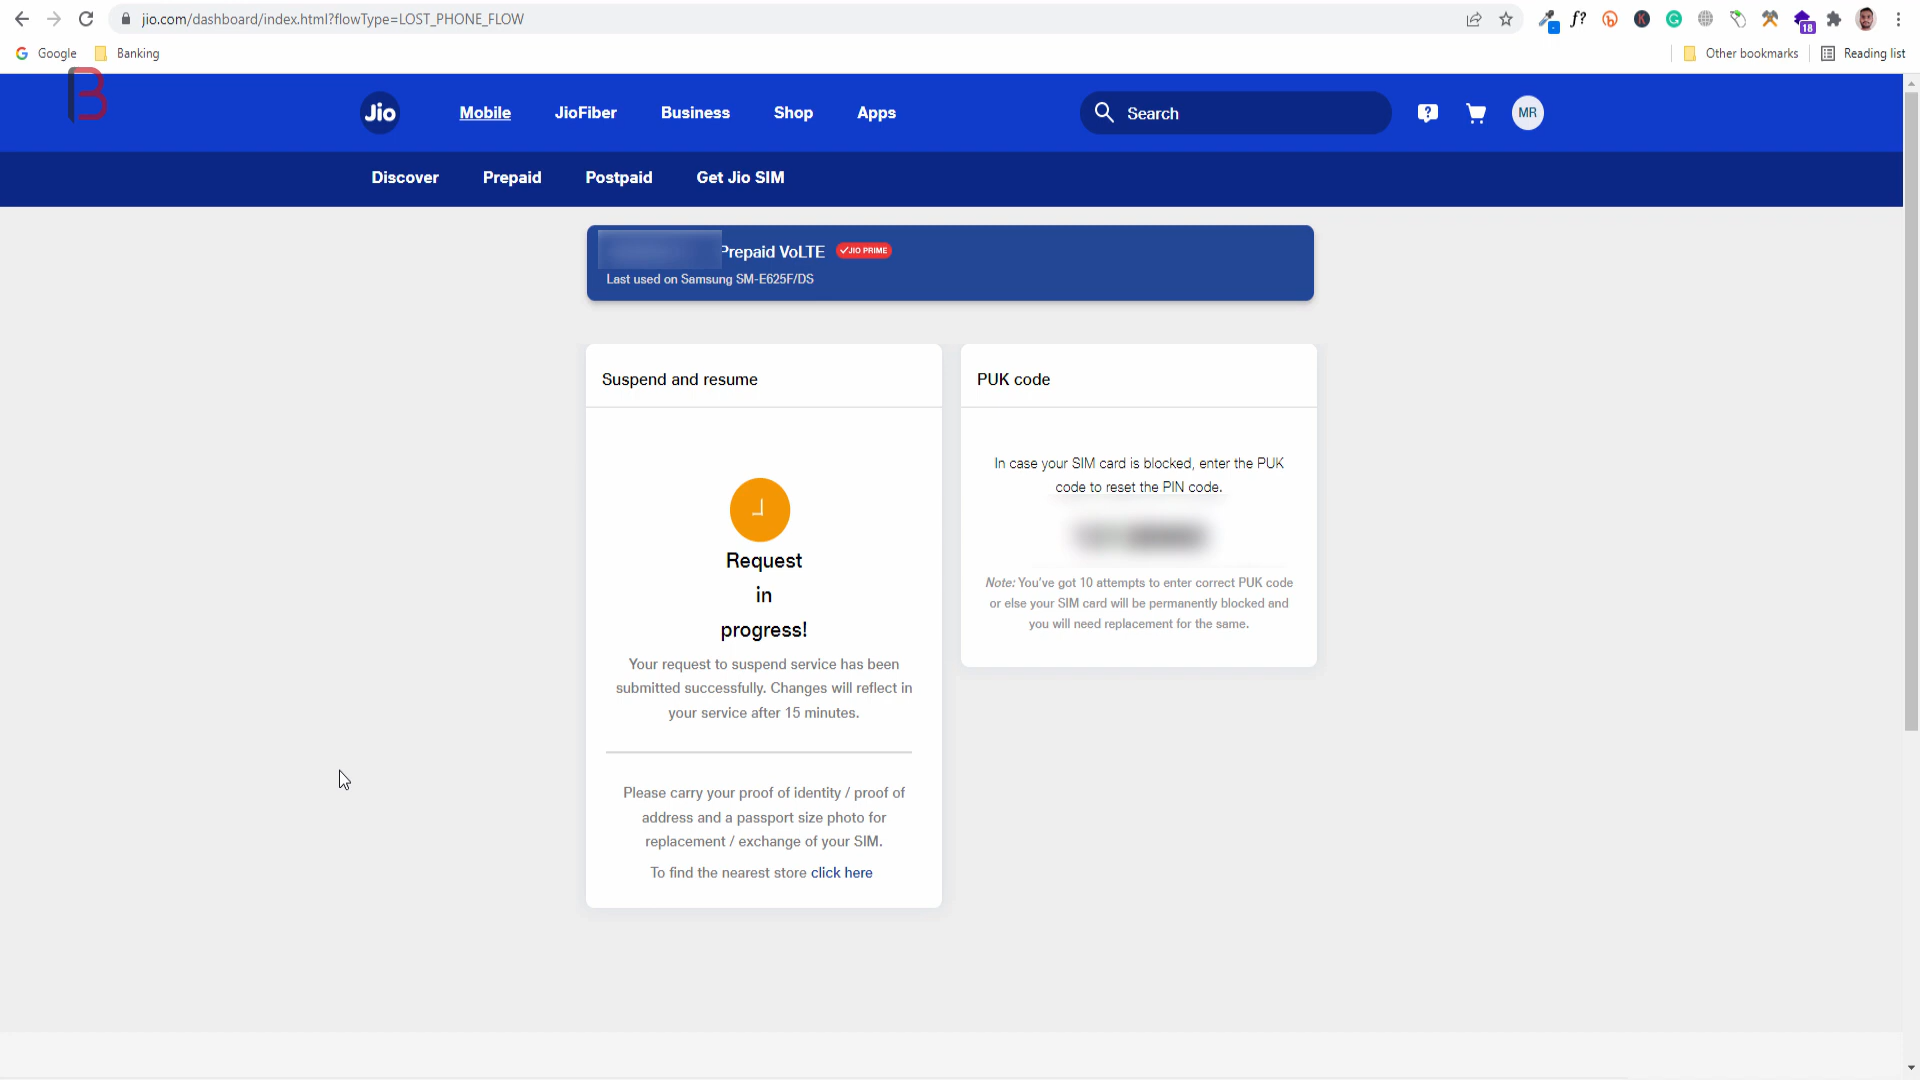 jio.com/dashboard/index.html?flowType=LOST_PHONE_FLOW
18
Google
Banking
Other bookmarks
Reading list
B
Jio
Mobile
JioFiber
Business
Shop
Apps
Search
MR
Discover
Prepaid
Postpaid
Get Jio SIM
Prepaid VoLTE
JIO PRIME
Last used on Samsung SM-E625F/DS
Suspend and resume
Request
in
progress!
Your request to suspend service has been
submitted successfully. Changes will reflect in
your service after 15 minutes.
Please carry your proof of identity / proof of
address and a passport size photo for
replacement / exchange of your SIM.
To find the nearest store click here
PUK code
In case your SIM card is blocked, enter the PUK
code to reset the PIN code.
Note: You've got 10 attempts to enter correct PUK code
or else your SIM card will be permanently blocked and
you will need replacement for the same.